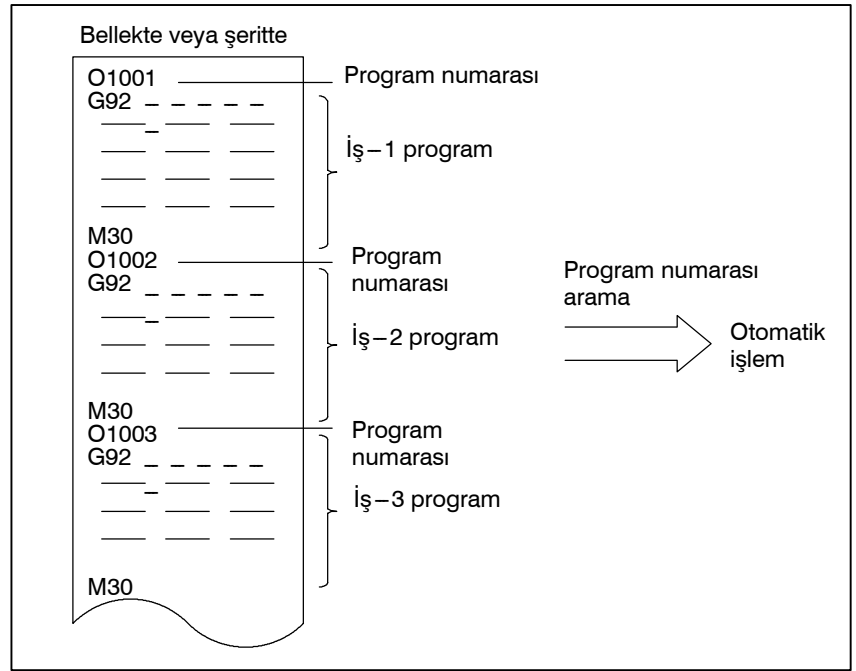 Bellekte veya şeritte
O1001
Program numarası
G92
İş−1 program
M30
O1002
Program
numarası
G92
İş−2 program
M30
O1003
Program
numarası
G92
İş−3 program
M30
Program numarası
arama
Otomatik
işlem